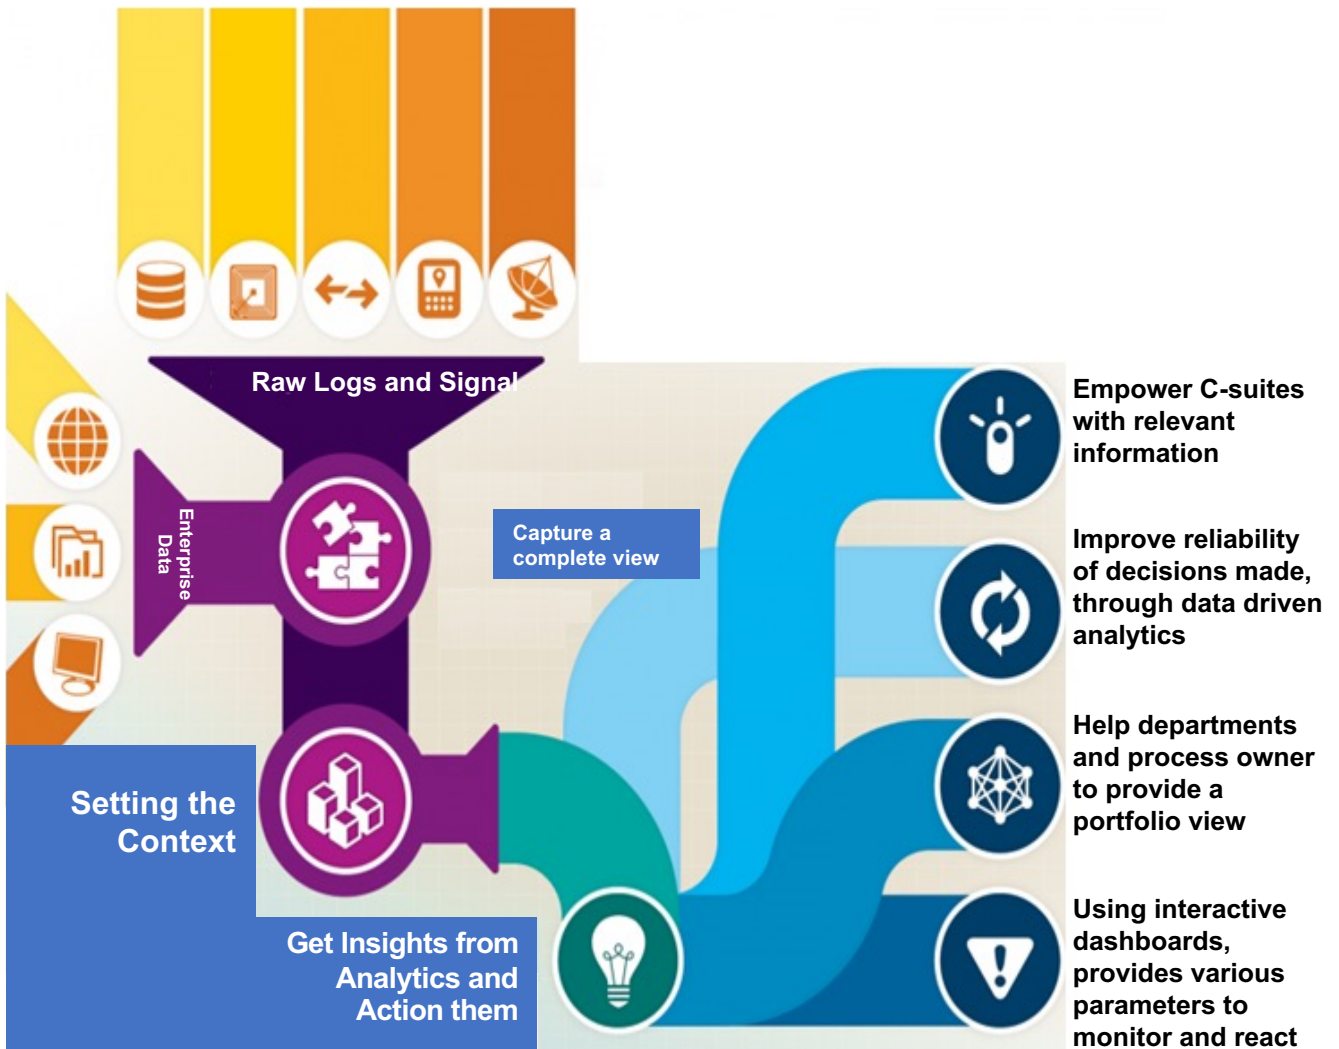 Raw Logs and Signal
Enterprise
Data
Capture a
complete view
Setting the
Context
Get Insights from
Analytics and
Action them
Empower C-suites
with relevant
information
Improve reliability
of decisions made,
through data driven
analytics
Help departments
and process owner
to provide a
portfolio view
Using interactive
dashboards,
provides various
parameters to
monitor and react